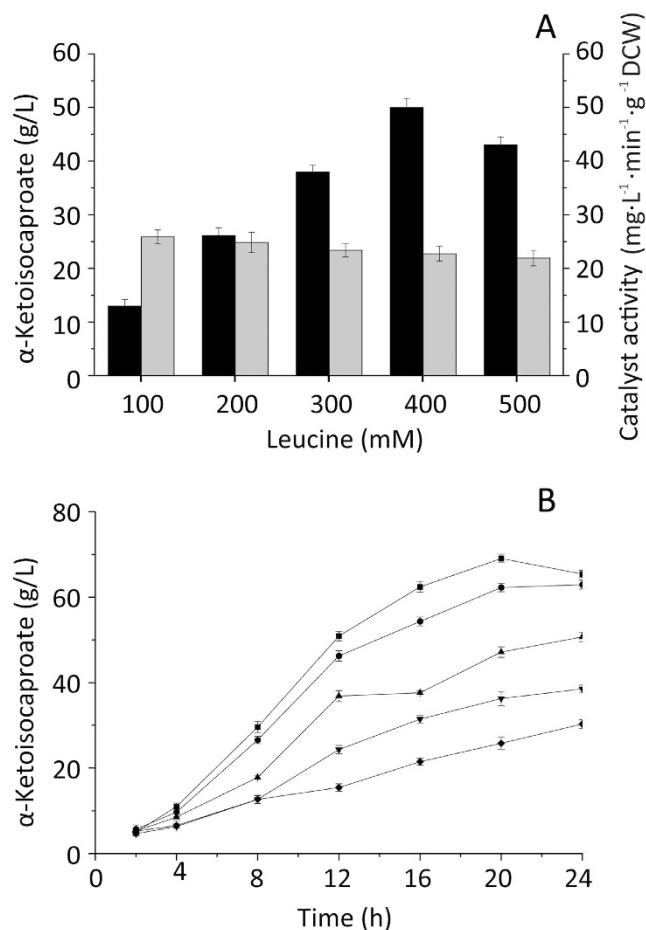 A
60
50
40
30
20
10
0
α-Ketoisocaproate (g/L)
60
50
40
30
20
10
0
Catalyst activity (mg·L⁻¹·min⁻¹·g⁻¹DCW)
100 200 300 400 500
Leucine (mM)
B
80
60
40
20
0
α-Ketoisocaproate (g/L)
0 4 8 12 16 20 24
Time (h)